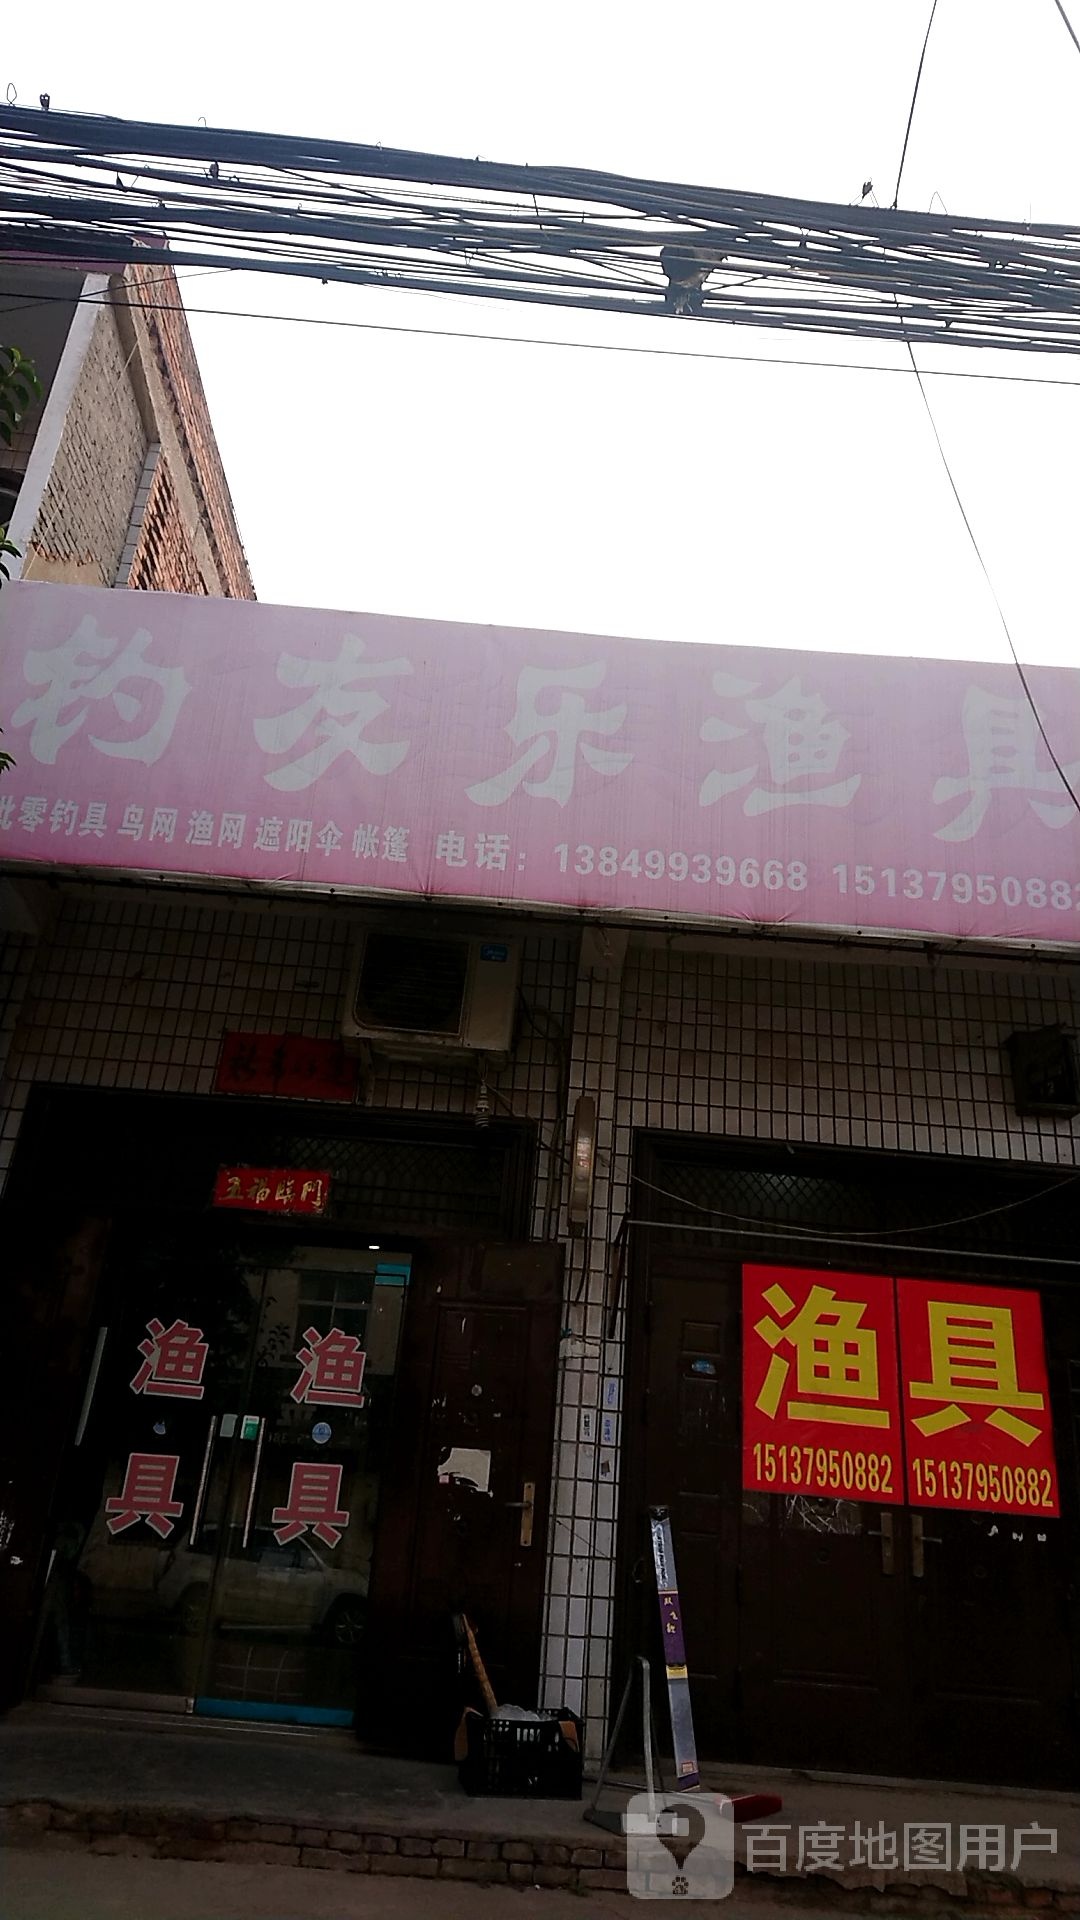 钓友乐渔具
批零钓具 鸟网 渔网 遮阳伞 帐篷 电话：13849939668 15137950882
五福临门
渔具
渔具
渔具
15137950882 15137950882
百度地图用户